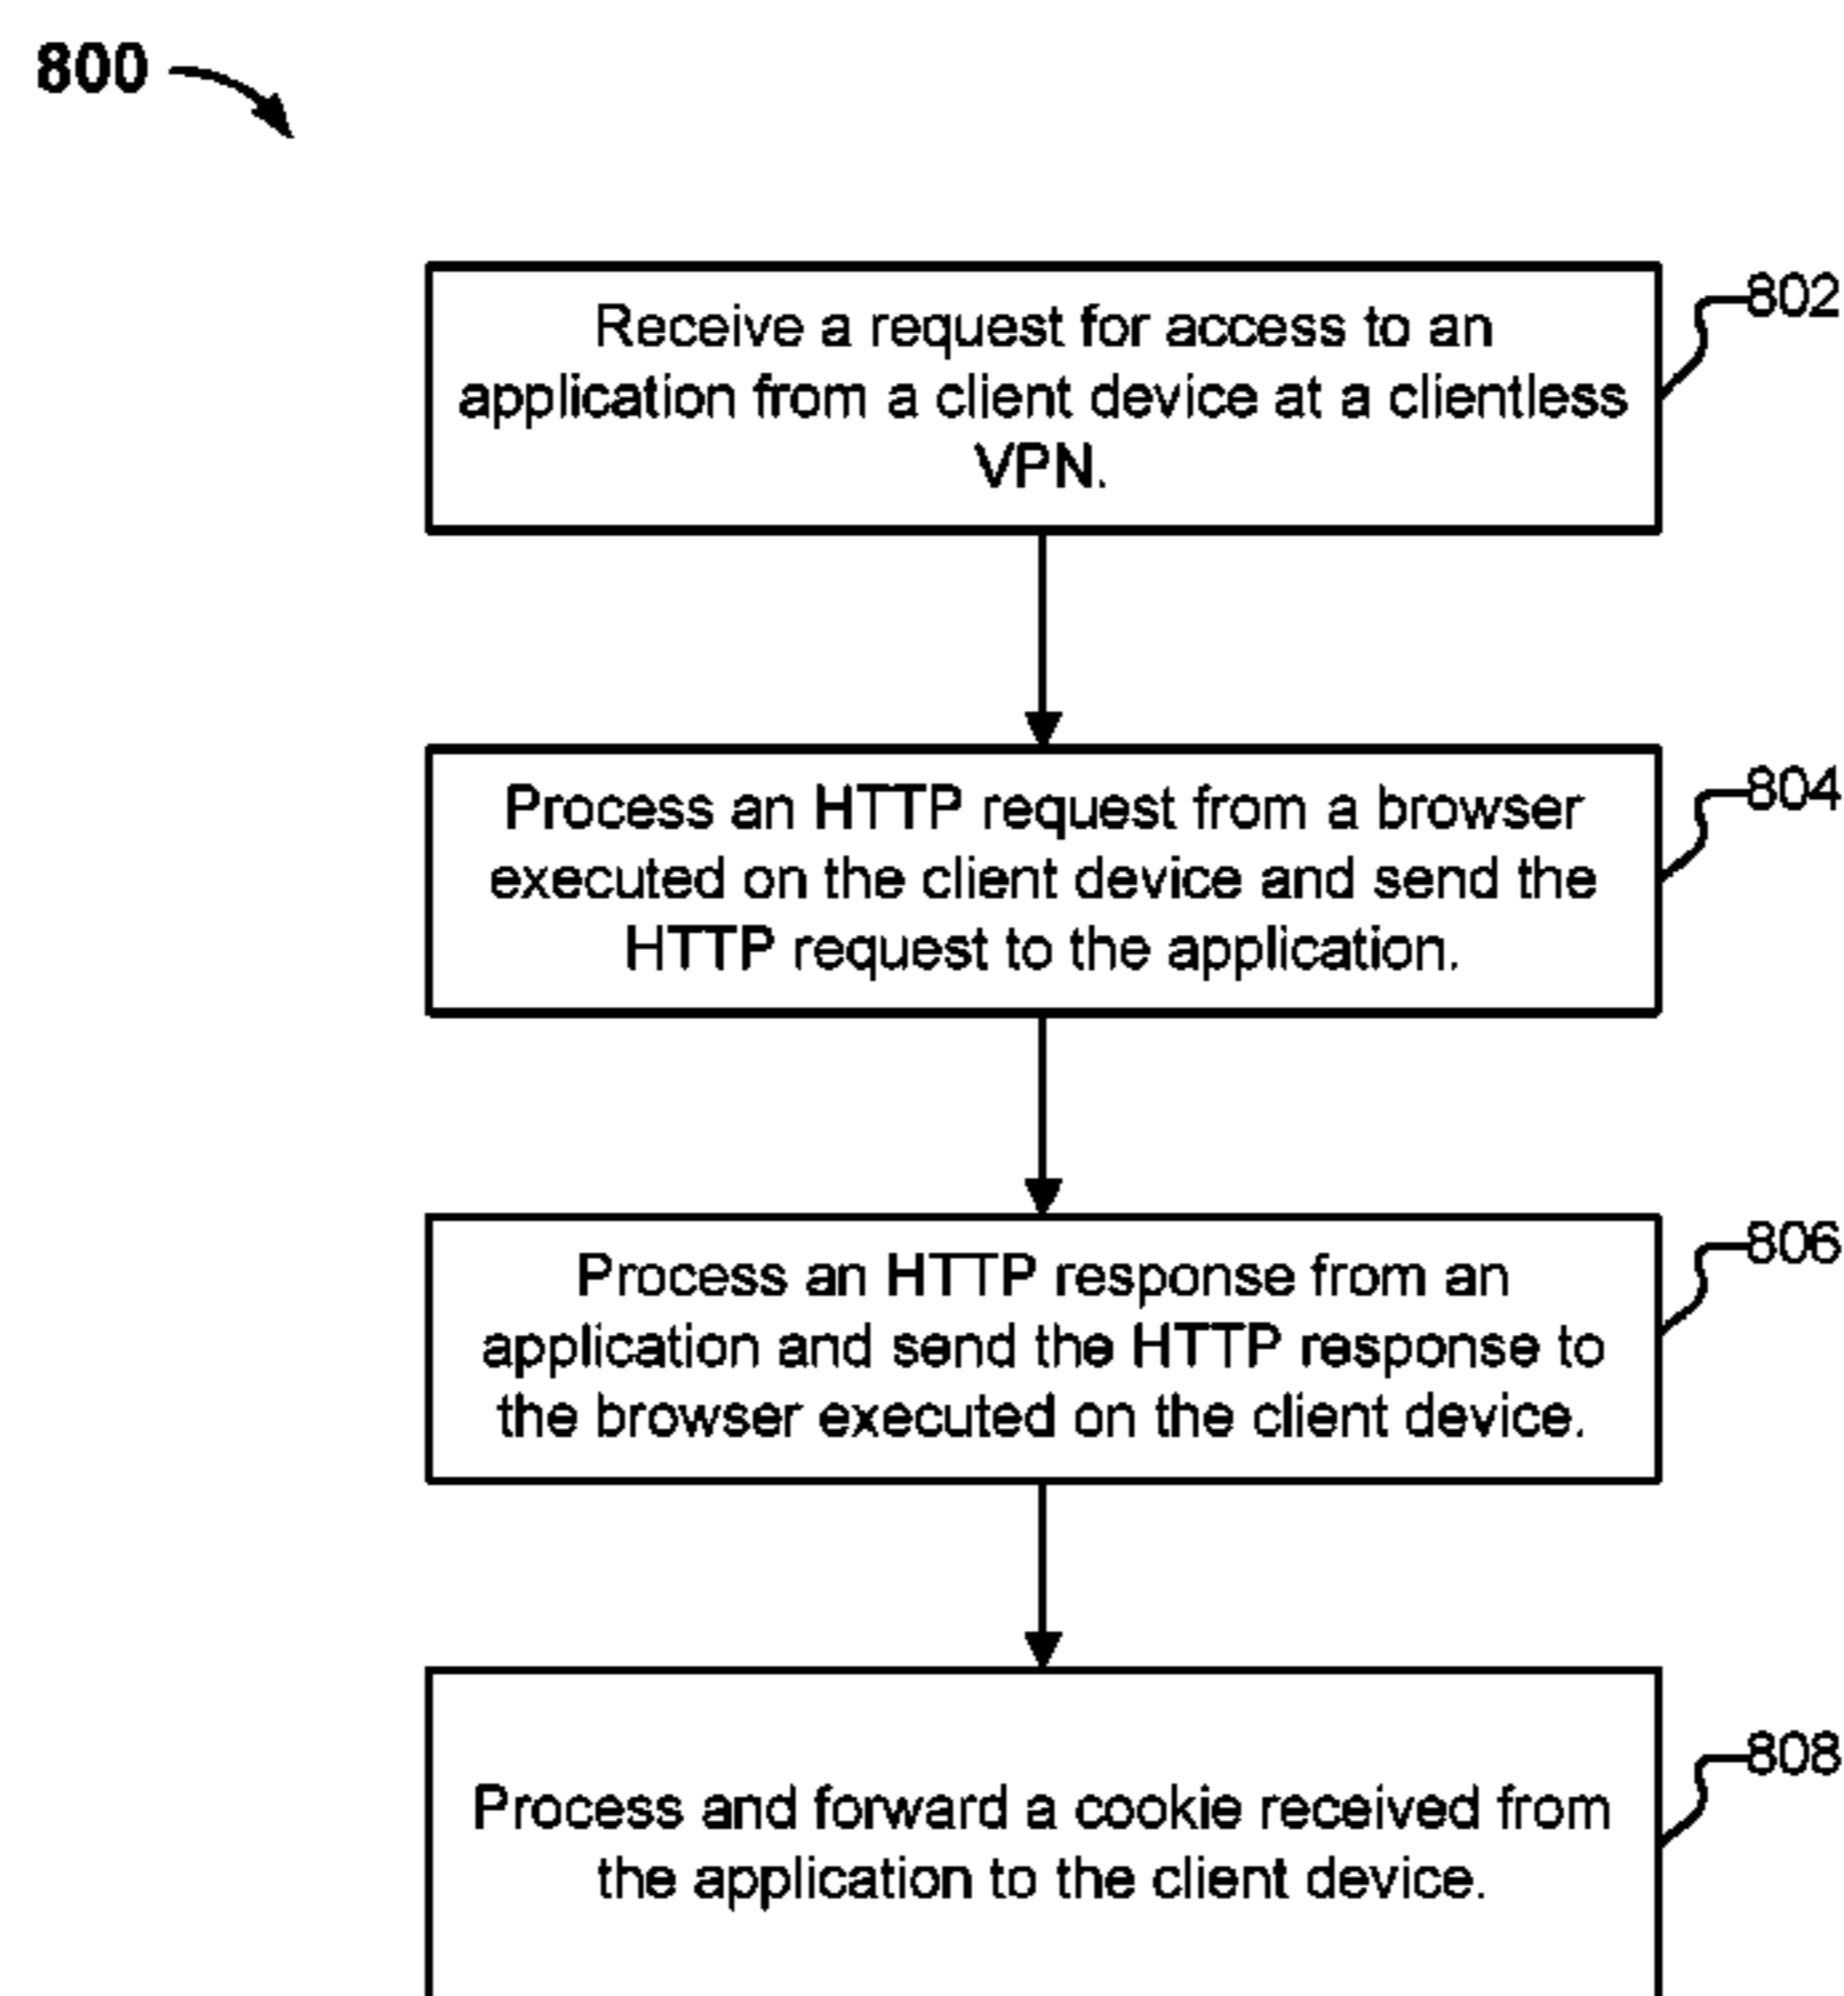 800
Receive a request for access to an
application from a client device at a clientless
VPN.
802
Process an HTTP request from a browser
executed on the client device and send the
HTTP request to the application.
804
Process an HTTP response from an
application and send the HTTP response to
the browser executed on the client device.
806
Process and forward a cookie received from
the application to the client device.
808